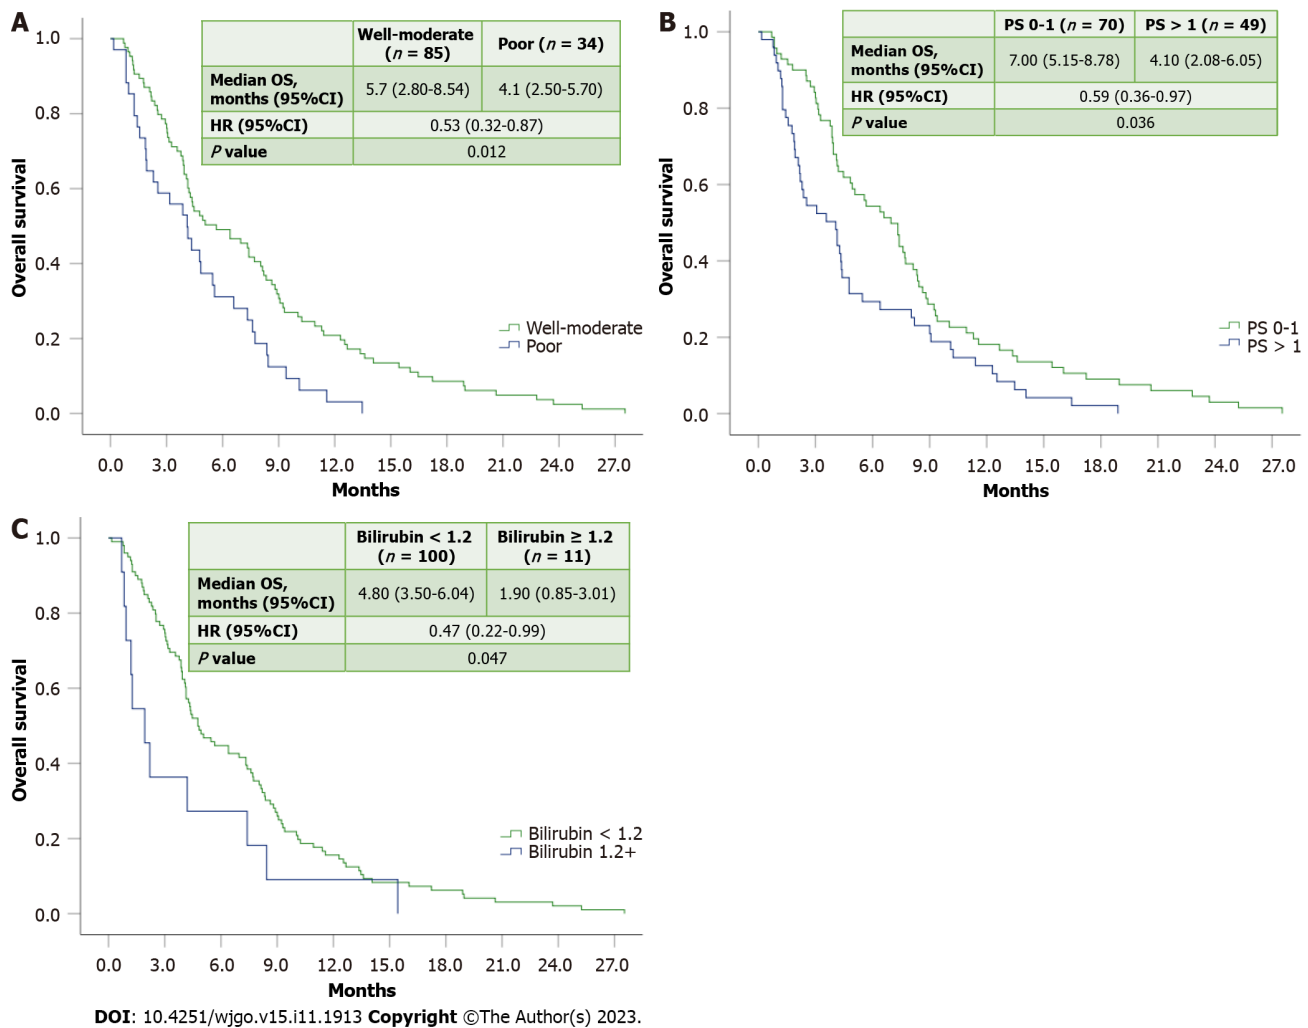 A
Well-moderate (n = 85)
Poor (n = 34)
Median OS, months (95%CI)
5.7 (2.80-8.54)
4.1 (2.50-5.70)
HR (95%CI)
0.53 (0.32-0.87)
P value
0.012
Overall survival
1.0
0.8
0.6
0.4
0.2
0.0
Well-moderate
Poor
0.0 3.0 6.0 9.0 12.0 15.0 18.0 21.0 24.0 27.0
Months
B
PS 0-1 (n = 70)
PS > 1 (n = 49)
Median OS, months (95%CI)
7.00 (5.15-8.78)
4.10 (2.08-6.05)
HR (95%CI)
0.59 (0.36-0.97)
P value
0.036
Overall survival
1.0
0.8
0.6
0.4
0.2
0.0
PS 0-1
PS > 1
0.0 3.0 6.0 9.0 12.0 15.0 18.0 21.0 24.0 27.0
Months
C
Bilirubin < 1.2 (n = 100)
Bilirubin ≥ 1.2 (n = 11)
Median OS, months (95%CI)
4.80 (3.50-6.04)
1.90 (0.85-3.01)
HR (95%CI)
0.47 (0.22-0.99)
P value
0.047
Overall survival
1.0
0.8
0.6
0.4
0.2
0.0
Bilirubin < 1.2
Bilirubin 1.2+
0.0 3.0 6.0 9.0 12.0 15.0 18.0 21.0 24.0 27.0
Months
DOI: 10.4251/wjgo.v15.i11.1913 Copyright ©The Author(s) 2023.